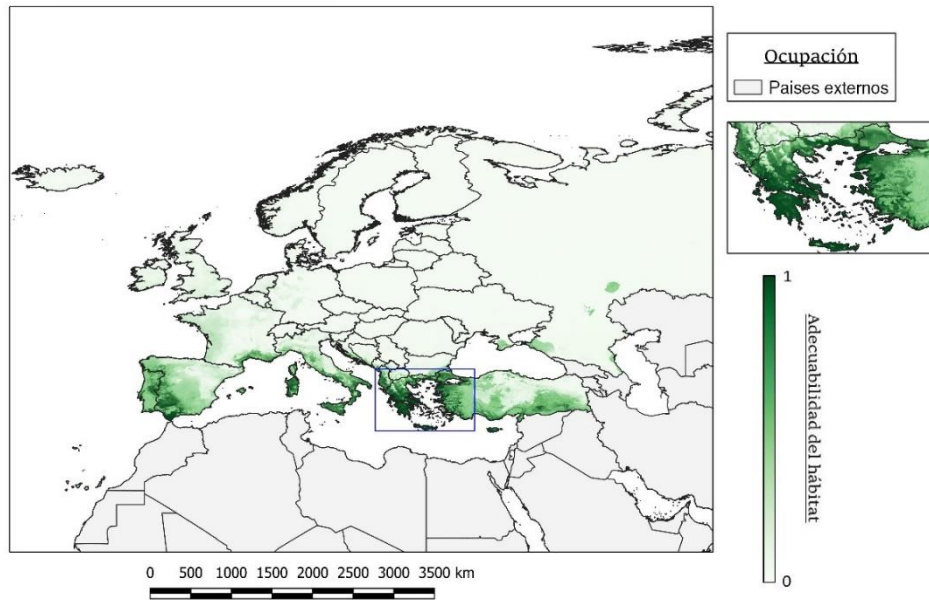 Ocupación
Paises externos
1
Adecuabilidad del hábitat
0
0 500 1000 1500 2000 2500 3000 3500 km